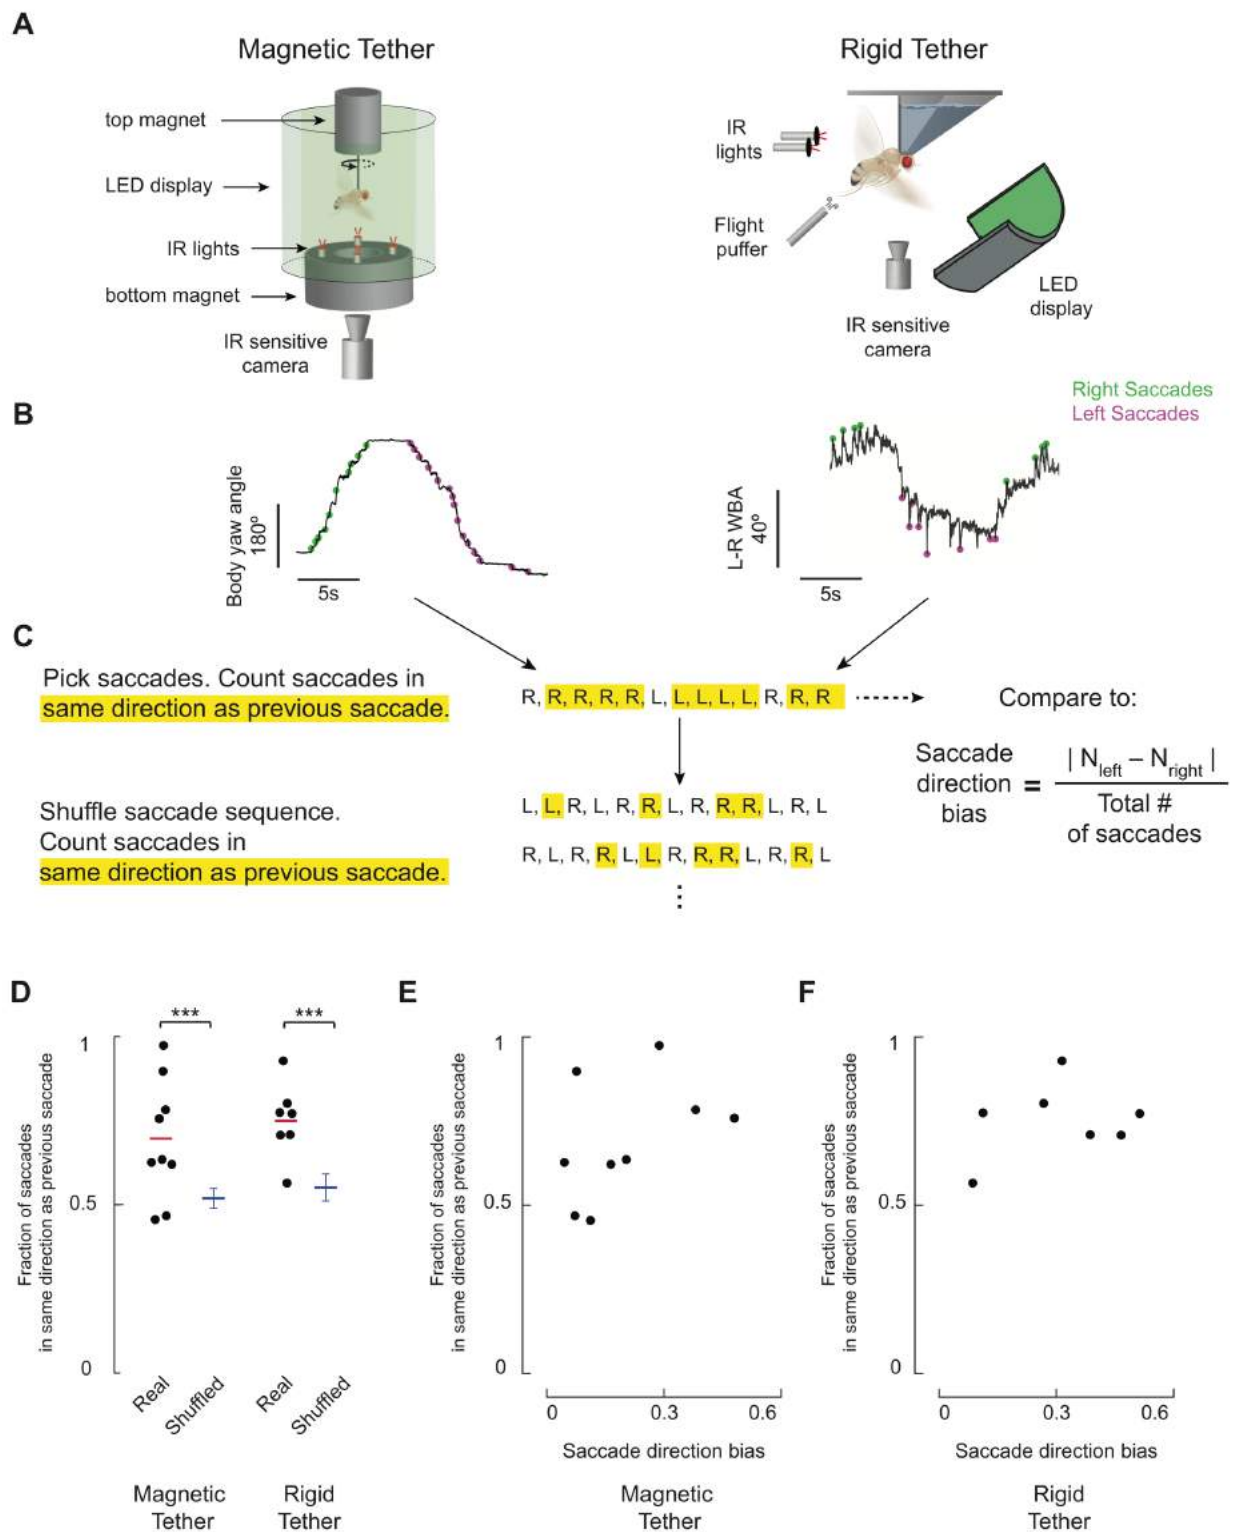 A
Magnetic Tether
top magnet
LED display
IR lights
bottom magnet
IR sensitive
camera
Rigid Tether
IR
lights
Flight
puffer
LED
display
IR sensitive
camera
B
Right Saccades
Left Saccades
Body yaw angle
180º
5s
L-R WBA
40º
5s
C
Pick saccades. Count saccades in
same direction as previous saccade.
R, R, R, R, R, L, L, L, L, L, R, R, R
Compare to:
Saccade
direction
bias
=
| Nleft – Nright |
Total #
of saccades
Shuffle saccade sequence.
Count saccades in
same direction as previous saccade.
L, L, R, L, R, R, L, R, R, R, L, R, L
R, L, R, R, L, L, R, R, R, L, R, R, L
D
Fraction of saccades
in same direction as previous saccade
1
0.5
0
***
***
Real
Shuffled
Real
Shuffled
Magnetic
Tether
Rigid
Tether
E
Fraction of saccades
in same direction as previous saccade
1
0.5
0
0
0.3
0.6
Saccade direction bias
Magnetic
Tether
F
Fraction of saccades
in same direction as previous saccade
1
0.5
0
0
0.3
0.6
Saccade direction bias
Rigid
Tether